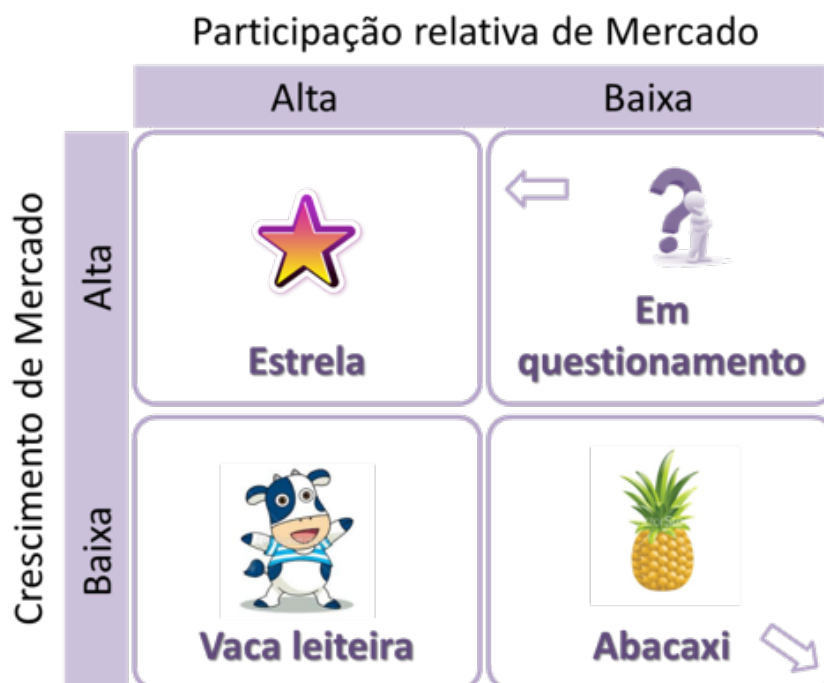 Participação relativa de Mercado
Alta
Baixa
Crescimento de Mercado
Alta
Estrela
?
Em
questionamento
Baixa
Vaca leiteira
Abacaxi